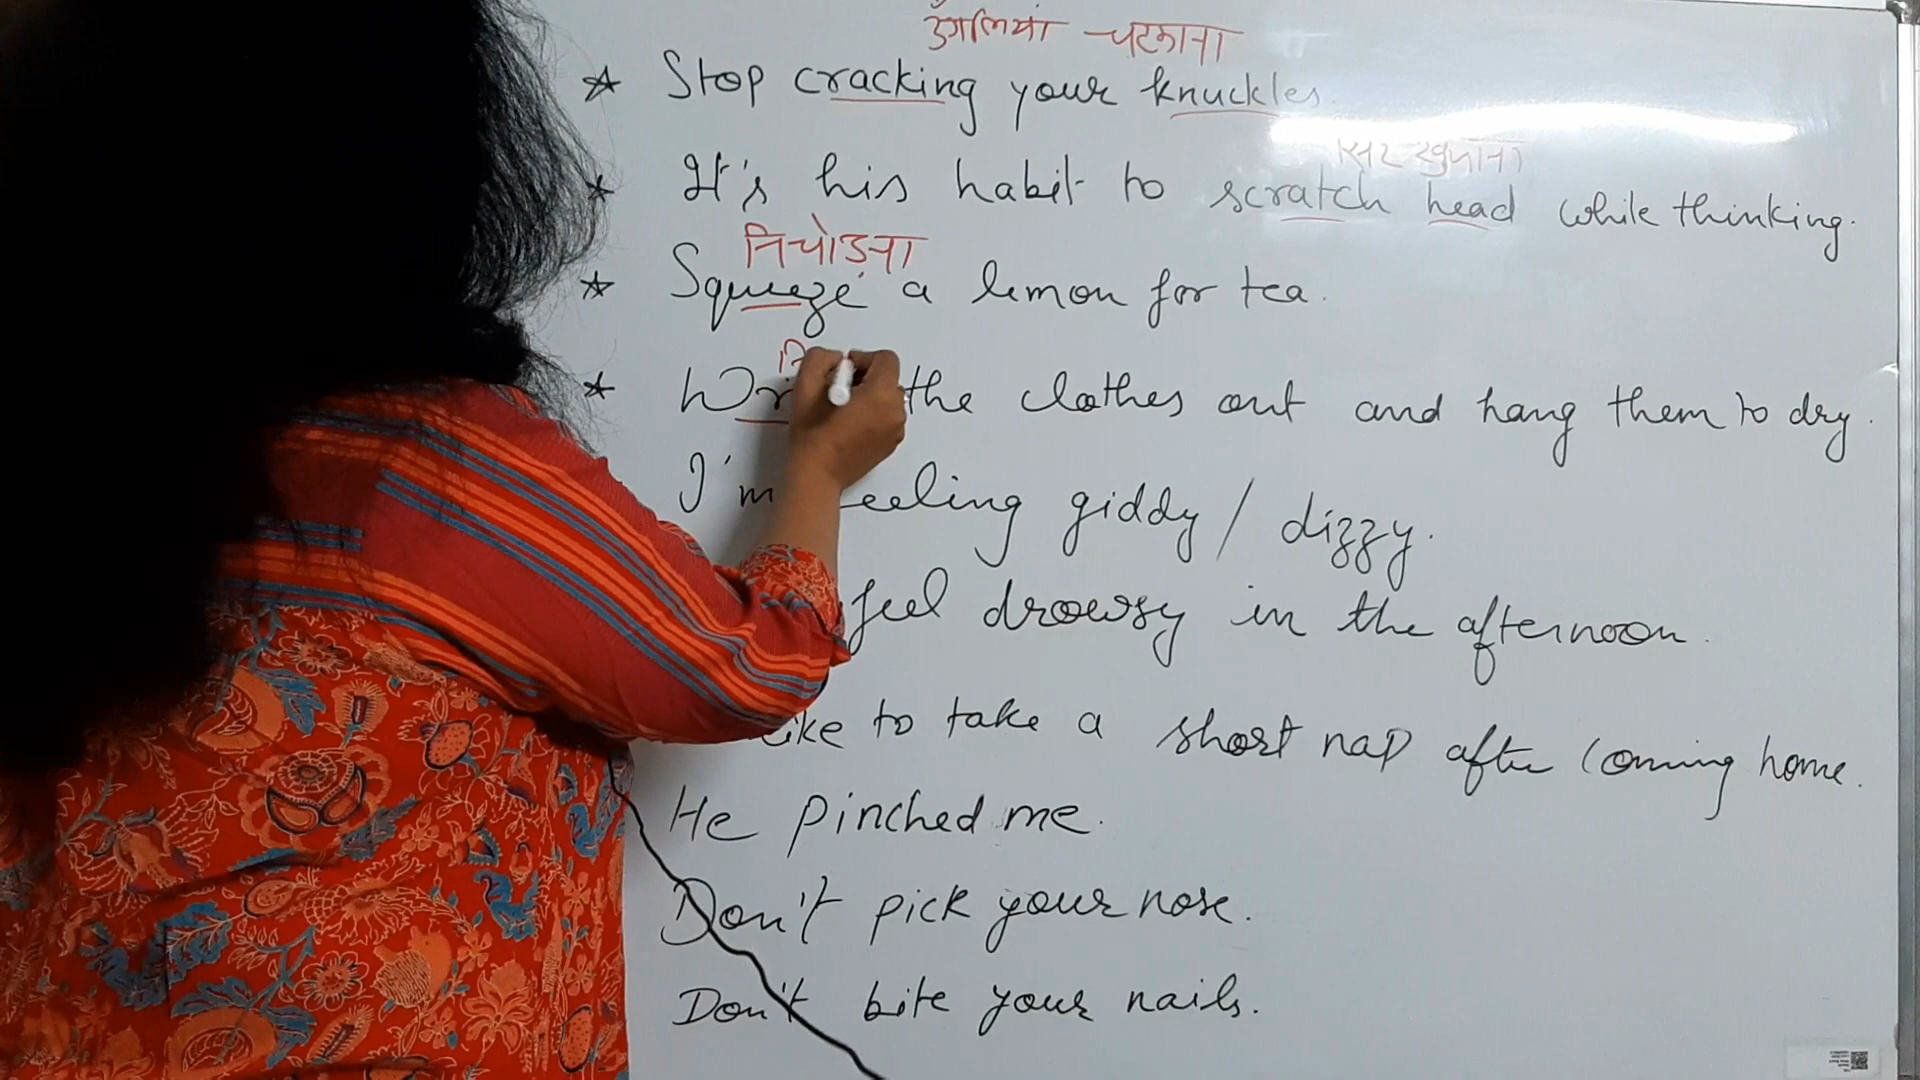 उँगलियां चटकाना
★ Stop cracking your knuckles.
सर खुजाना
★ It's his habit to scratch head while thinking.
निचोड़ना
★ Squeeze a lemon for tea.
★ the clothes out and hang them to dry.
I'm giddy / dizzy.
feel drowsy in the afternoon.
to take a short nap after coming home.
He pinched me.
Don't pick your nose.
Don't bite your nails.